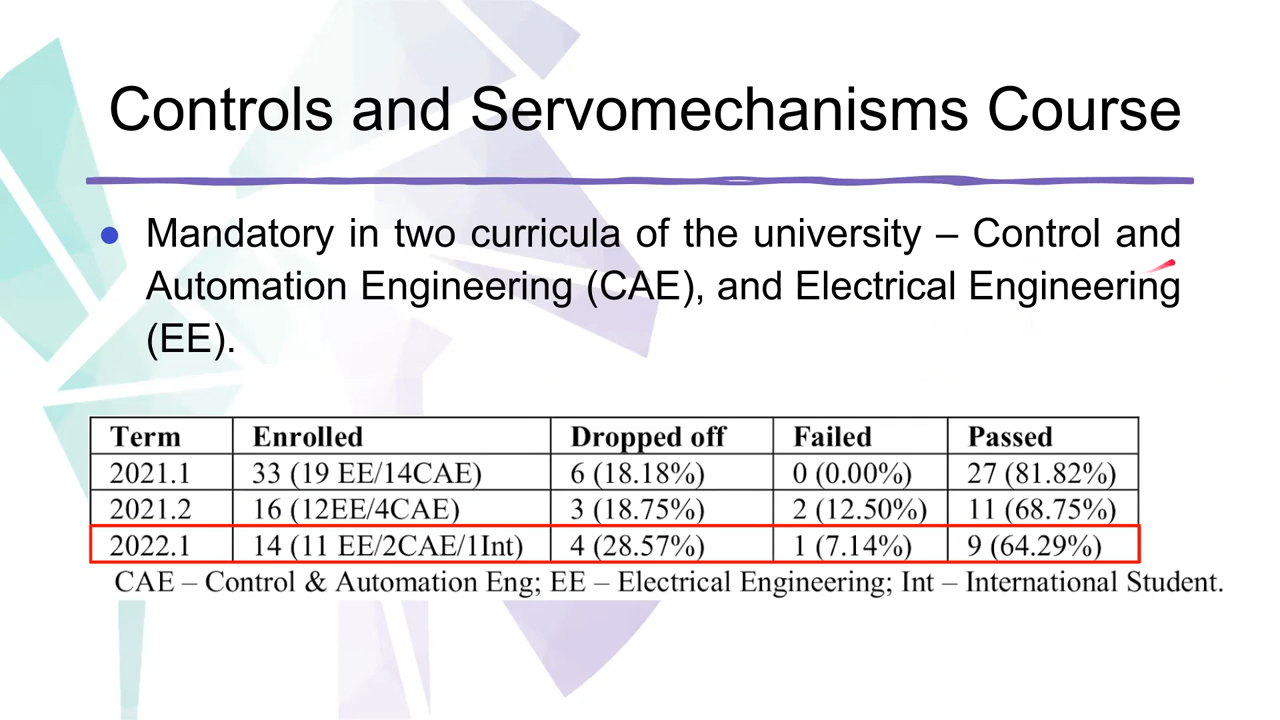 Controls and Servomechanisms Course
● Mandatory in two curricula of the university – Control and
Automation Engineering (CAE), and Electrical Engineering
(EE).
Term Enrolled Dropped off Failed Passed
2021.1 33 (19 EE/14CAE) 6 (18.18%) 0 (0.00%) 27 (81.82%)
2021.2 16 (12EE/4CAE) 3 (18.75%) 2 (12.50%) 11 (68.75%)
2022.1 14 (11 EE/2CAE/1Int) 4 (28.57%) 1 (7.14%) 9 (64.29%)
CAE – Control & Automation Eng; EE – Electrical Engineering; Int – International Student.